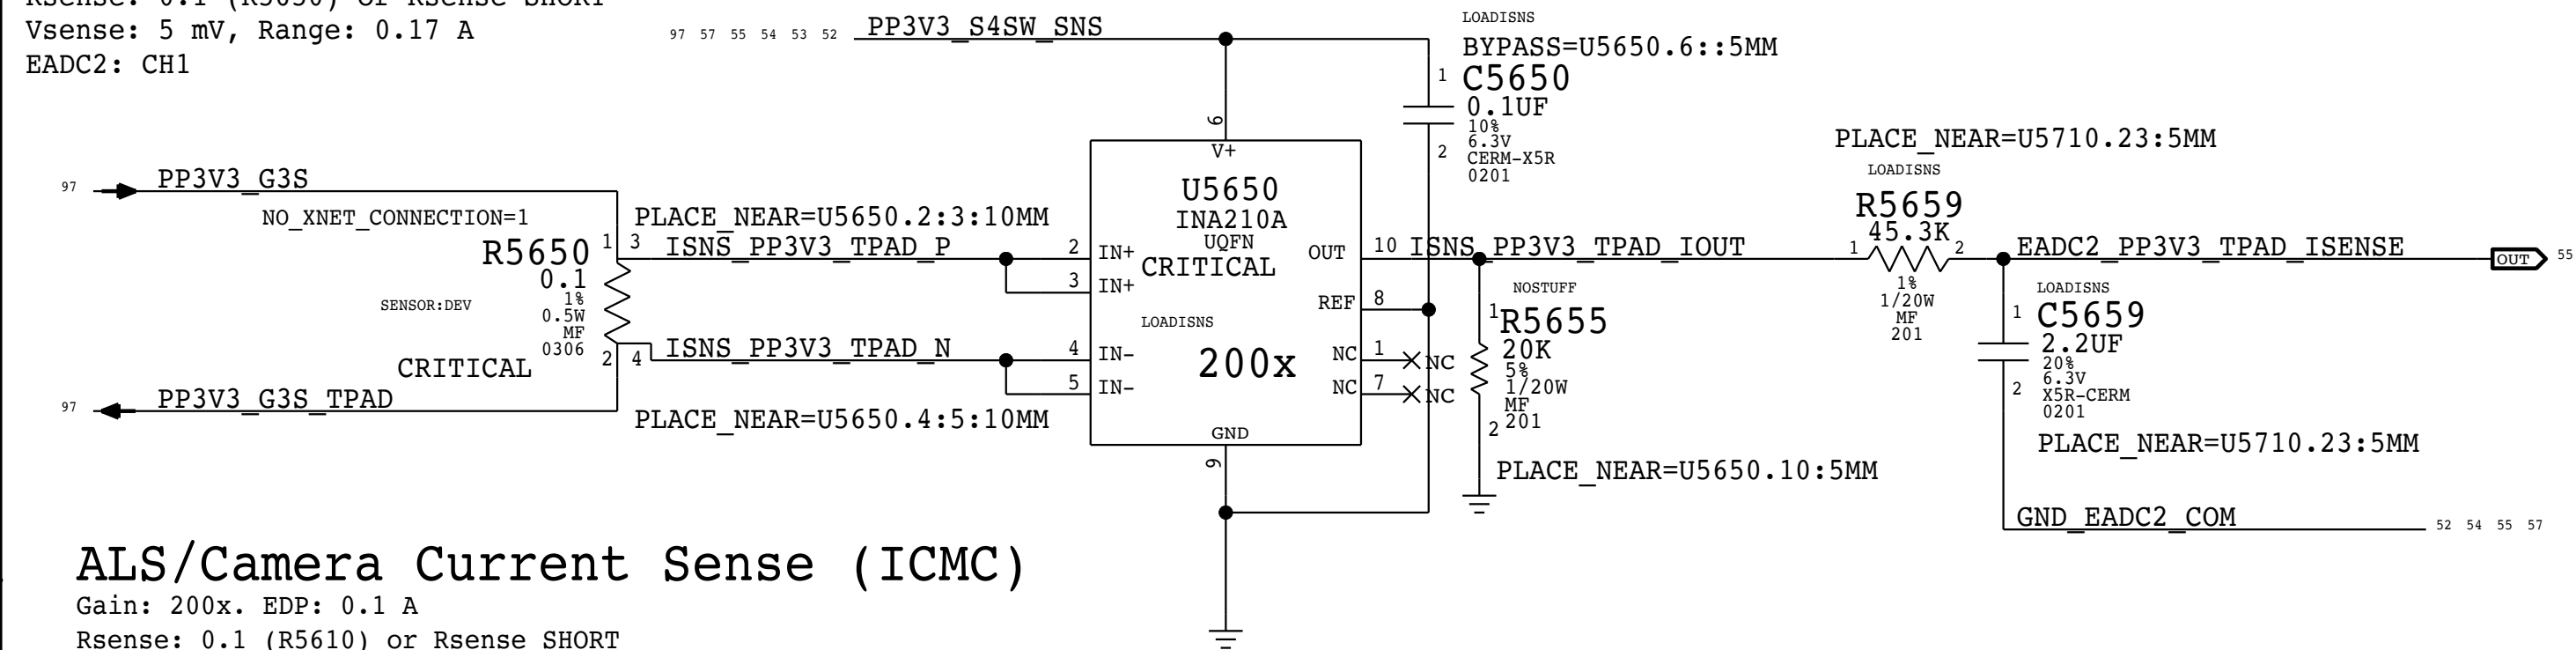 Rsense: 0.1 (R5650) or Rsense SHORT
Vsense: 5 mV, Range: 0.17 A
EADC2: CH1
97 57 55 54 53 52 PP3V3_S4SW_SNS
LOADISNS
BYPASS=U5650.6::5MM
1 C5650
0.1UF
10%
6.3V
2 CERM-X5R
0201
6
V+
U5650
INA210A
UQFN
CRITICAL
LOADISNS
200x
2 IN+
3 IN+
4 IN-
5 IN-
OUT 10
REF 8
NC 1 NC
NC 7 NC
GND
9
97 PP3V3_G3S
NO_XNET_CONNECTION=1
R5650 1 3
0.1
1%
0.5W
MF
0306
2 4
SENSOR:DEV
CRITICAL
97 PP3V3_G3S_TPAD
PLACE_NEAR=U5650.2:3:10MM
ISNS_PP3V3_TPAD_P
ISNS_PP3V3_TPAD_N
PLACE_NEAR=U5650.4:5:10MM
ISNS_PP3V3_TPAD_IOUT
NOSTUFF
1 R5655
20K
5%
1/20W
MF
2 201
PLACE_NEAR=U5650.10:5MM
PLACE_NEAR=U5710.23:5MM
LOADISNS
R5659
1 45.3K 2
1%
1/20W
MF
201
EADC2_PP3V3_TPAD_ISENSE OUT 55
LOADISNS
1 C5659
2.2UF
20%
6.3V
2 X5R-CERM
0201
PLACE_NEAR=U5710.23:5MM
GND_EADC2_COM 52 54 55 57
ALS/Camera Current Sense (ICMC)
Gain: 200x. EDP: 0.1 A
Rsense: 0.1 (R5610) or Rsense SHORT